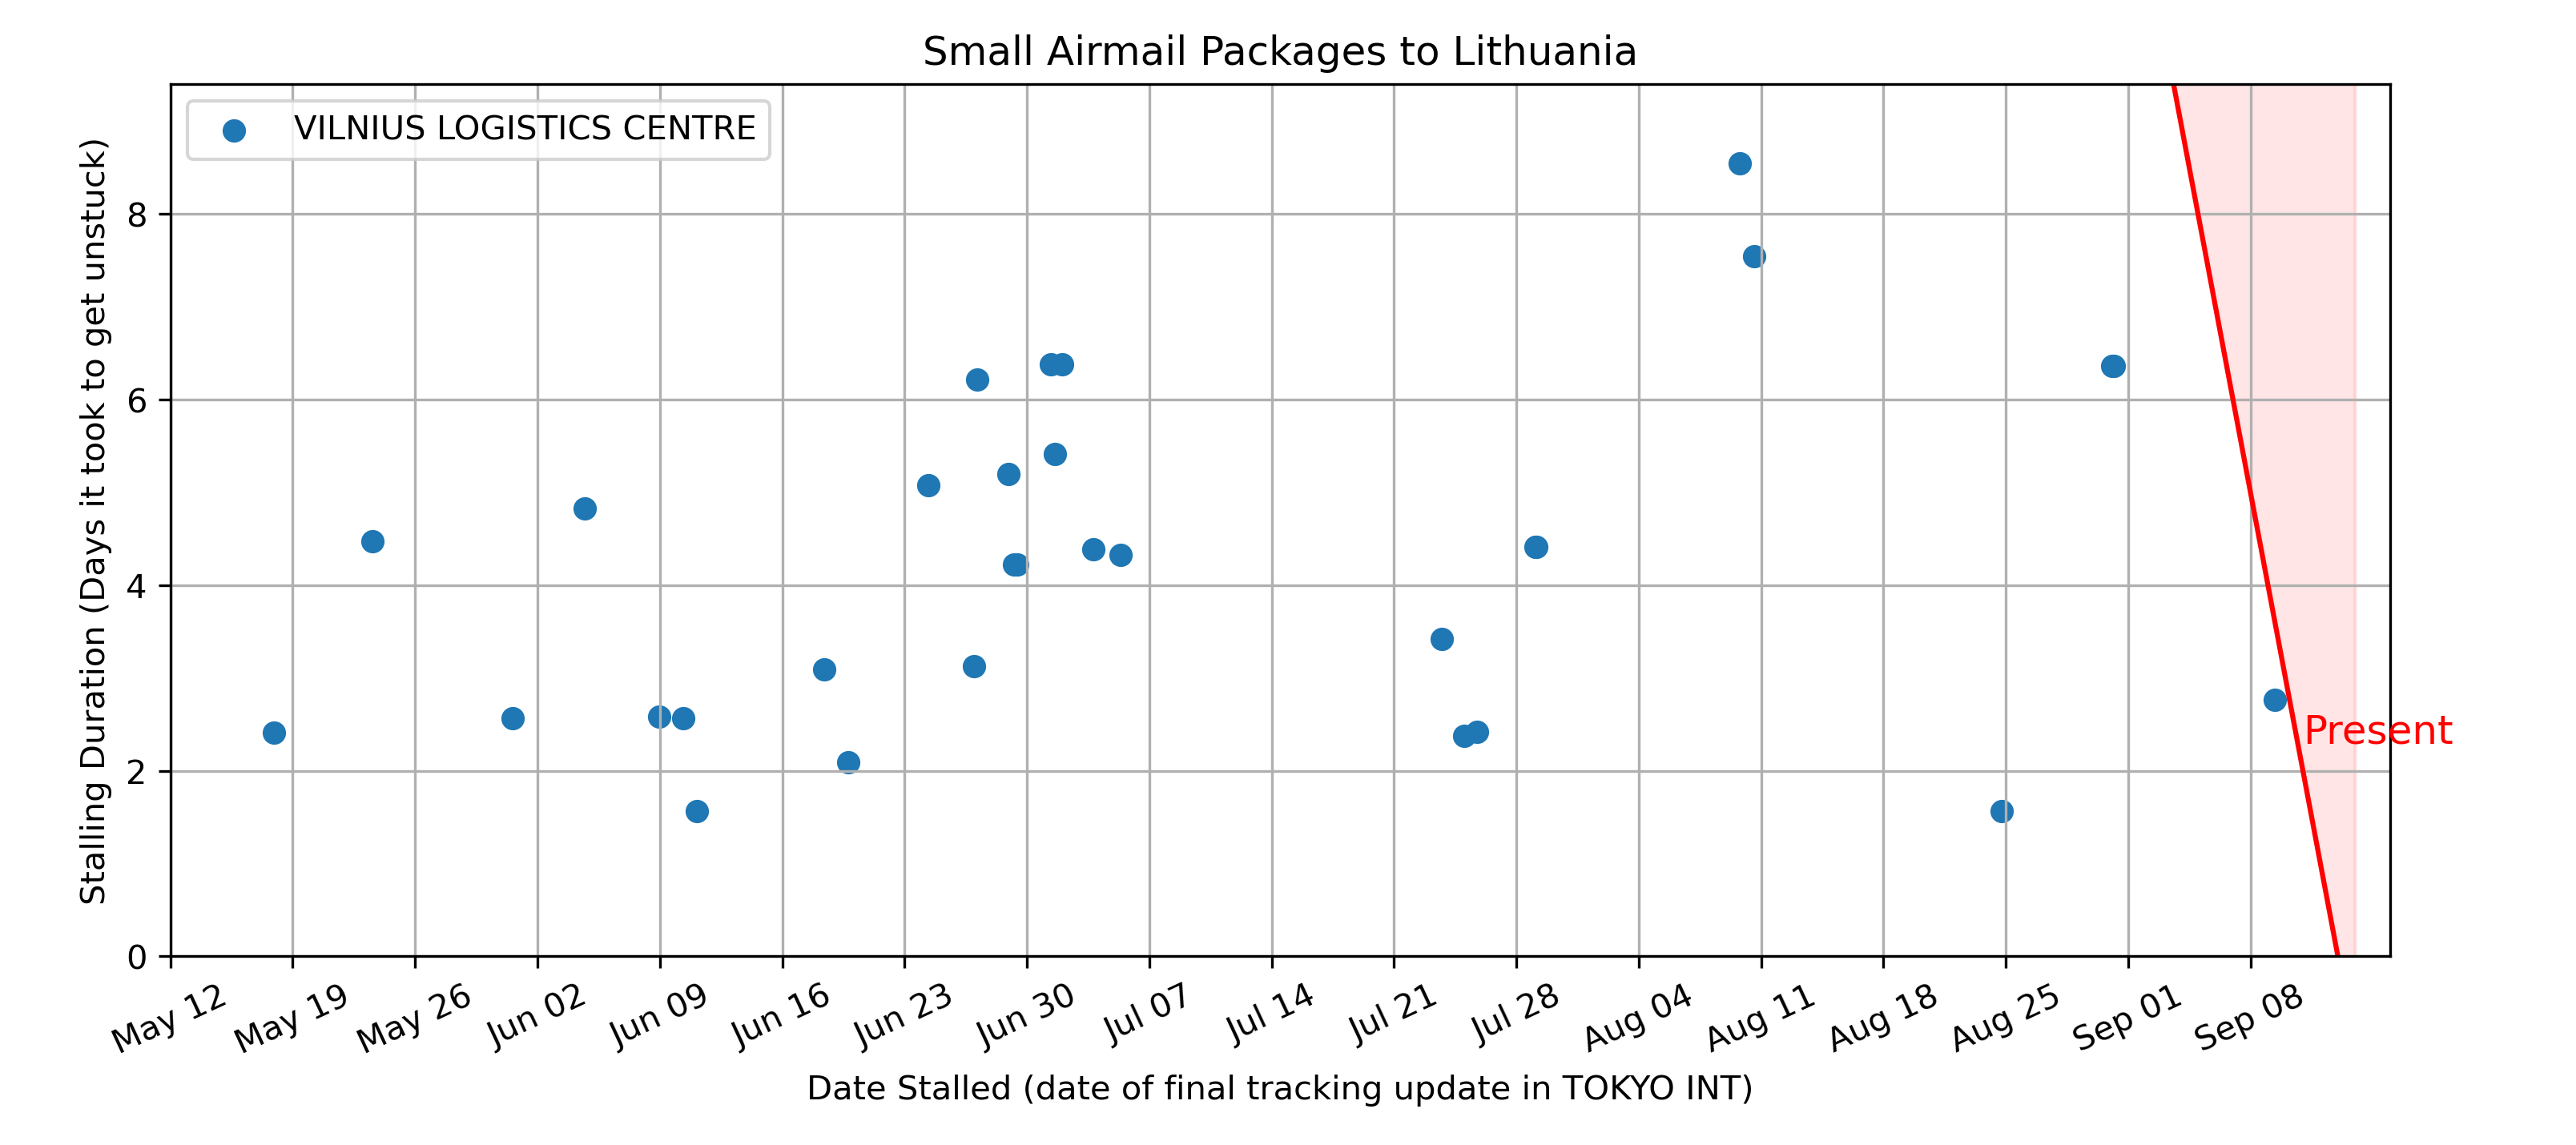 Small Airmail Packages to Lithuania
VILNIUS LOGISTICS CENTRE
Stalling Duration (Days it took to get unstuck)
8
6
4
2
0
Present
May 12
May 19
May 26
Jun 02
Jun 09
Jun 16
Jun 23
Jun 30
Jul 07
Jul 14
Jul 21
Jul 28
Aug 04
Aug 11
Aug 18
Aug 25
Sep 01
Sep 08
Date Stalled (date of final tracking update in TOKYO INT)